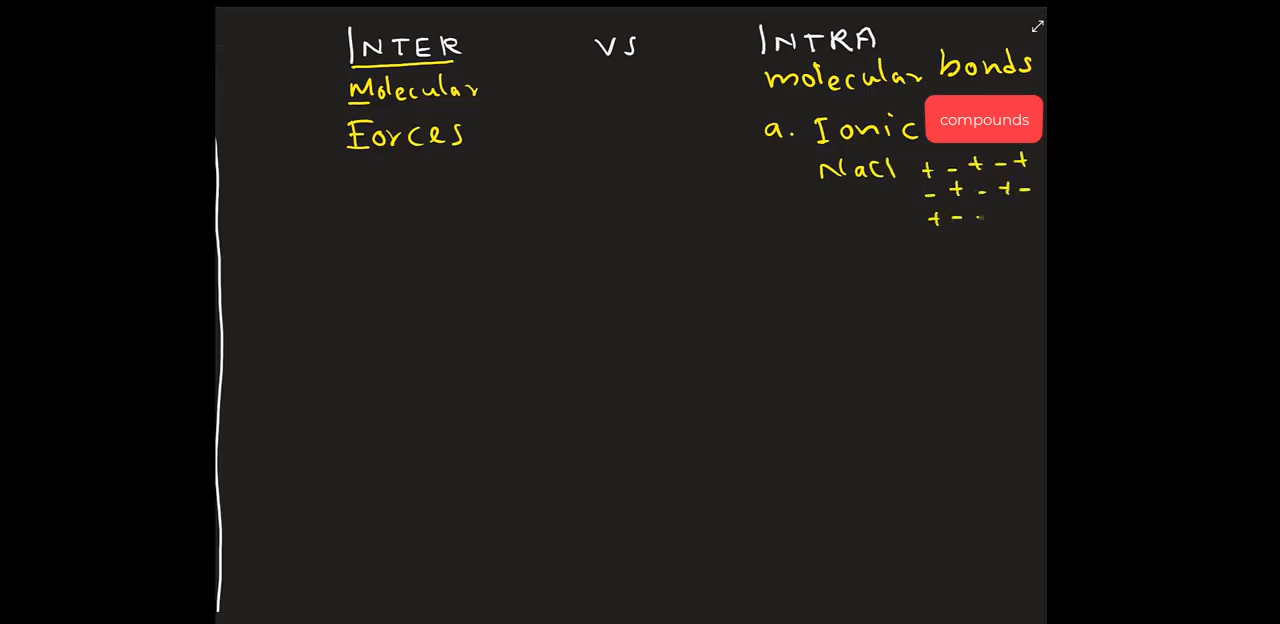 INTER vs INTRA
Molecular molecular bonds
Forces a. Ionic compounds
NaCl + - + - +
- + - + -
+ - -